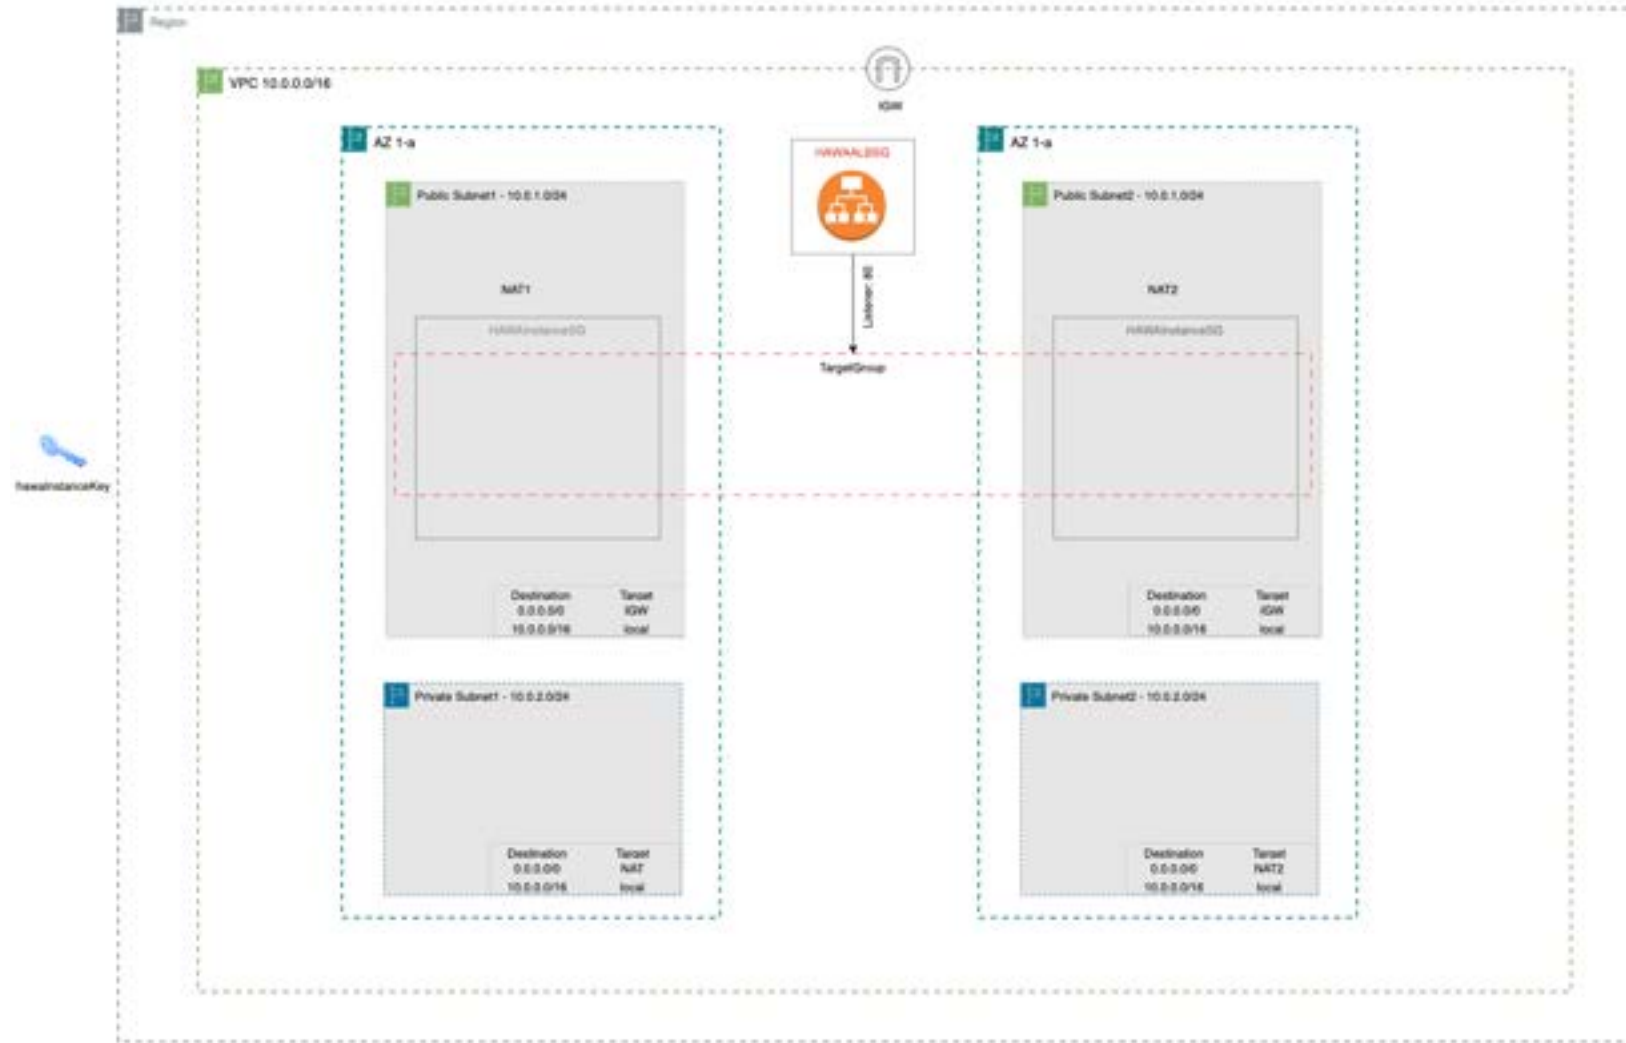 Region
VPC 10.0.0.0/16
IGW
AZ 1-a
Public Subnet1 - 10.0.1.0/24
NAT1
HAWAInstanceSG
Destination Target
0.0.0.0/0 IGW
10.0.0.0/16 local
Private Subnet1 - 10.0.2.0/24
Destination Target
0.0.0.0/0 NAT
10.0.0.0/16 local
HAWAALBSG
Listener: 80
TargetGroup
AZ 1-a
Public Subnet2 - 10.0.1.0/24
NAT2
HAWAInstanceSG
Destination Target
0.0.0.0/0 IGW
10.0.0.0/16 local
Private Subnet2 - 10.0.2.0/24
Destination Target
0.0.0.0/0 NAT2
10.0.0.0/16 local
hawaInstanceKey